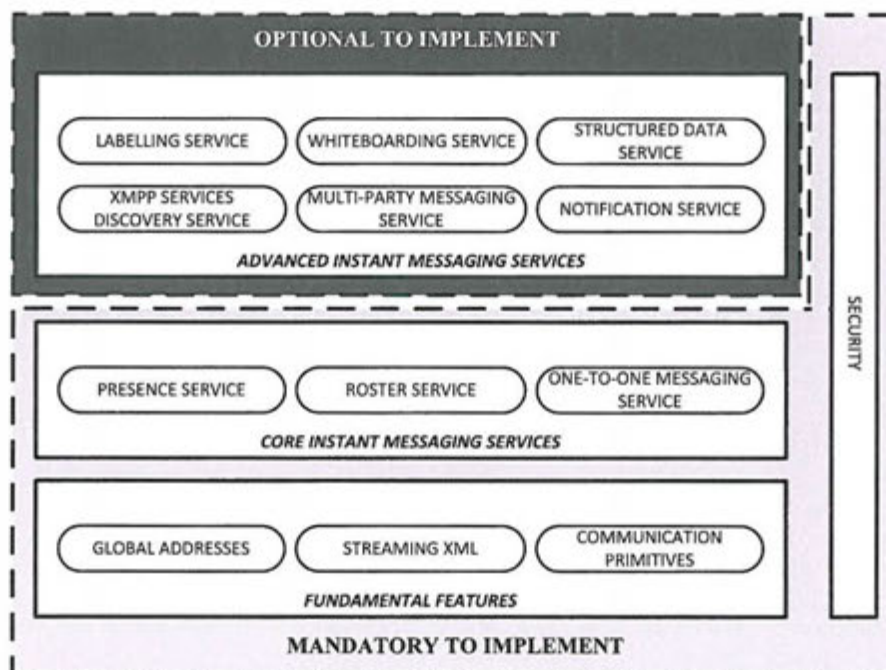 OPTIONAL TO IMPLEMENT
LABELLING SERVICE
WHITEBOARDING SERVICE
STRUCTURED DATA
SERVICE
XMPP SERVICES
DISCOVERY SERVICE
MULTI-PARTY MESSAGING
SERVICE
NOTIFICATION SERVICE
ADVANCED INSTANT MESSAGING SERVICES
SECURITY
PRESENCE SERVICE
ROSTER SERVICE
ONE-TO-ONE MESSAGING
SERVICE
CORE INSTANT MESSAGING SERVICES
GLOBAL ADDRESSES
STREAMING XML
COMMUNICATION
PRIMITIVES
FUNDAMENTAL FEATURES
MANDATORY TO IMPLEMENT